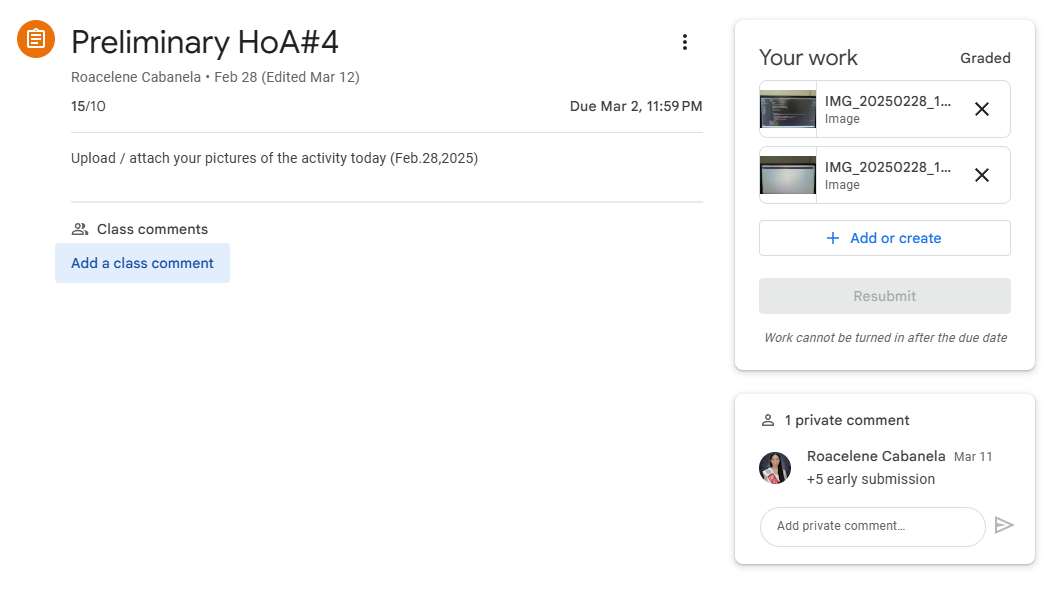 Preliminary HoA#4
Roacelene Cabanela • Feb 28 (Edited Mar 12)
15/10
Due Mar 2, 11:59 PM
Upload / attach your pictures of the activity today (Feb.28,2025)
Class comments
Add a class comment
Your work
Graded
IMG_20250228_1...
Image
IMG_20250228_1...
Image
+ Add or create
Resubmit
Work cannot be turned in after the due date
1 private comment
Roacelene Cabanela Mar 11
+5 early submission
Add private comment...